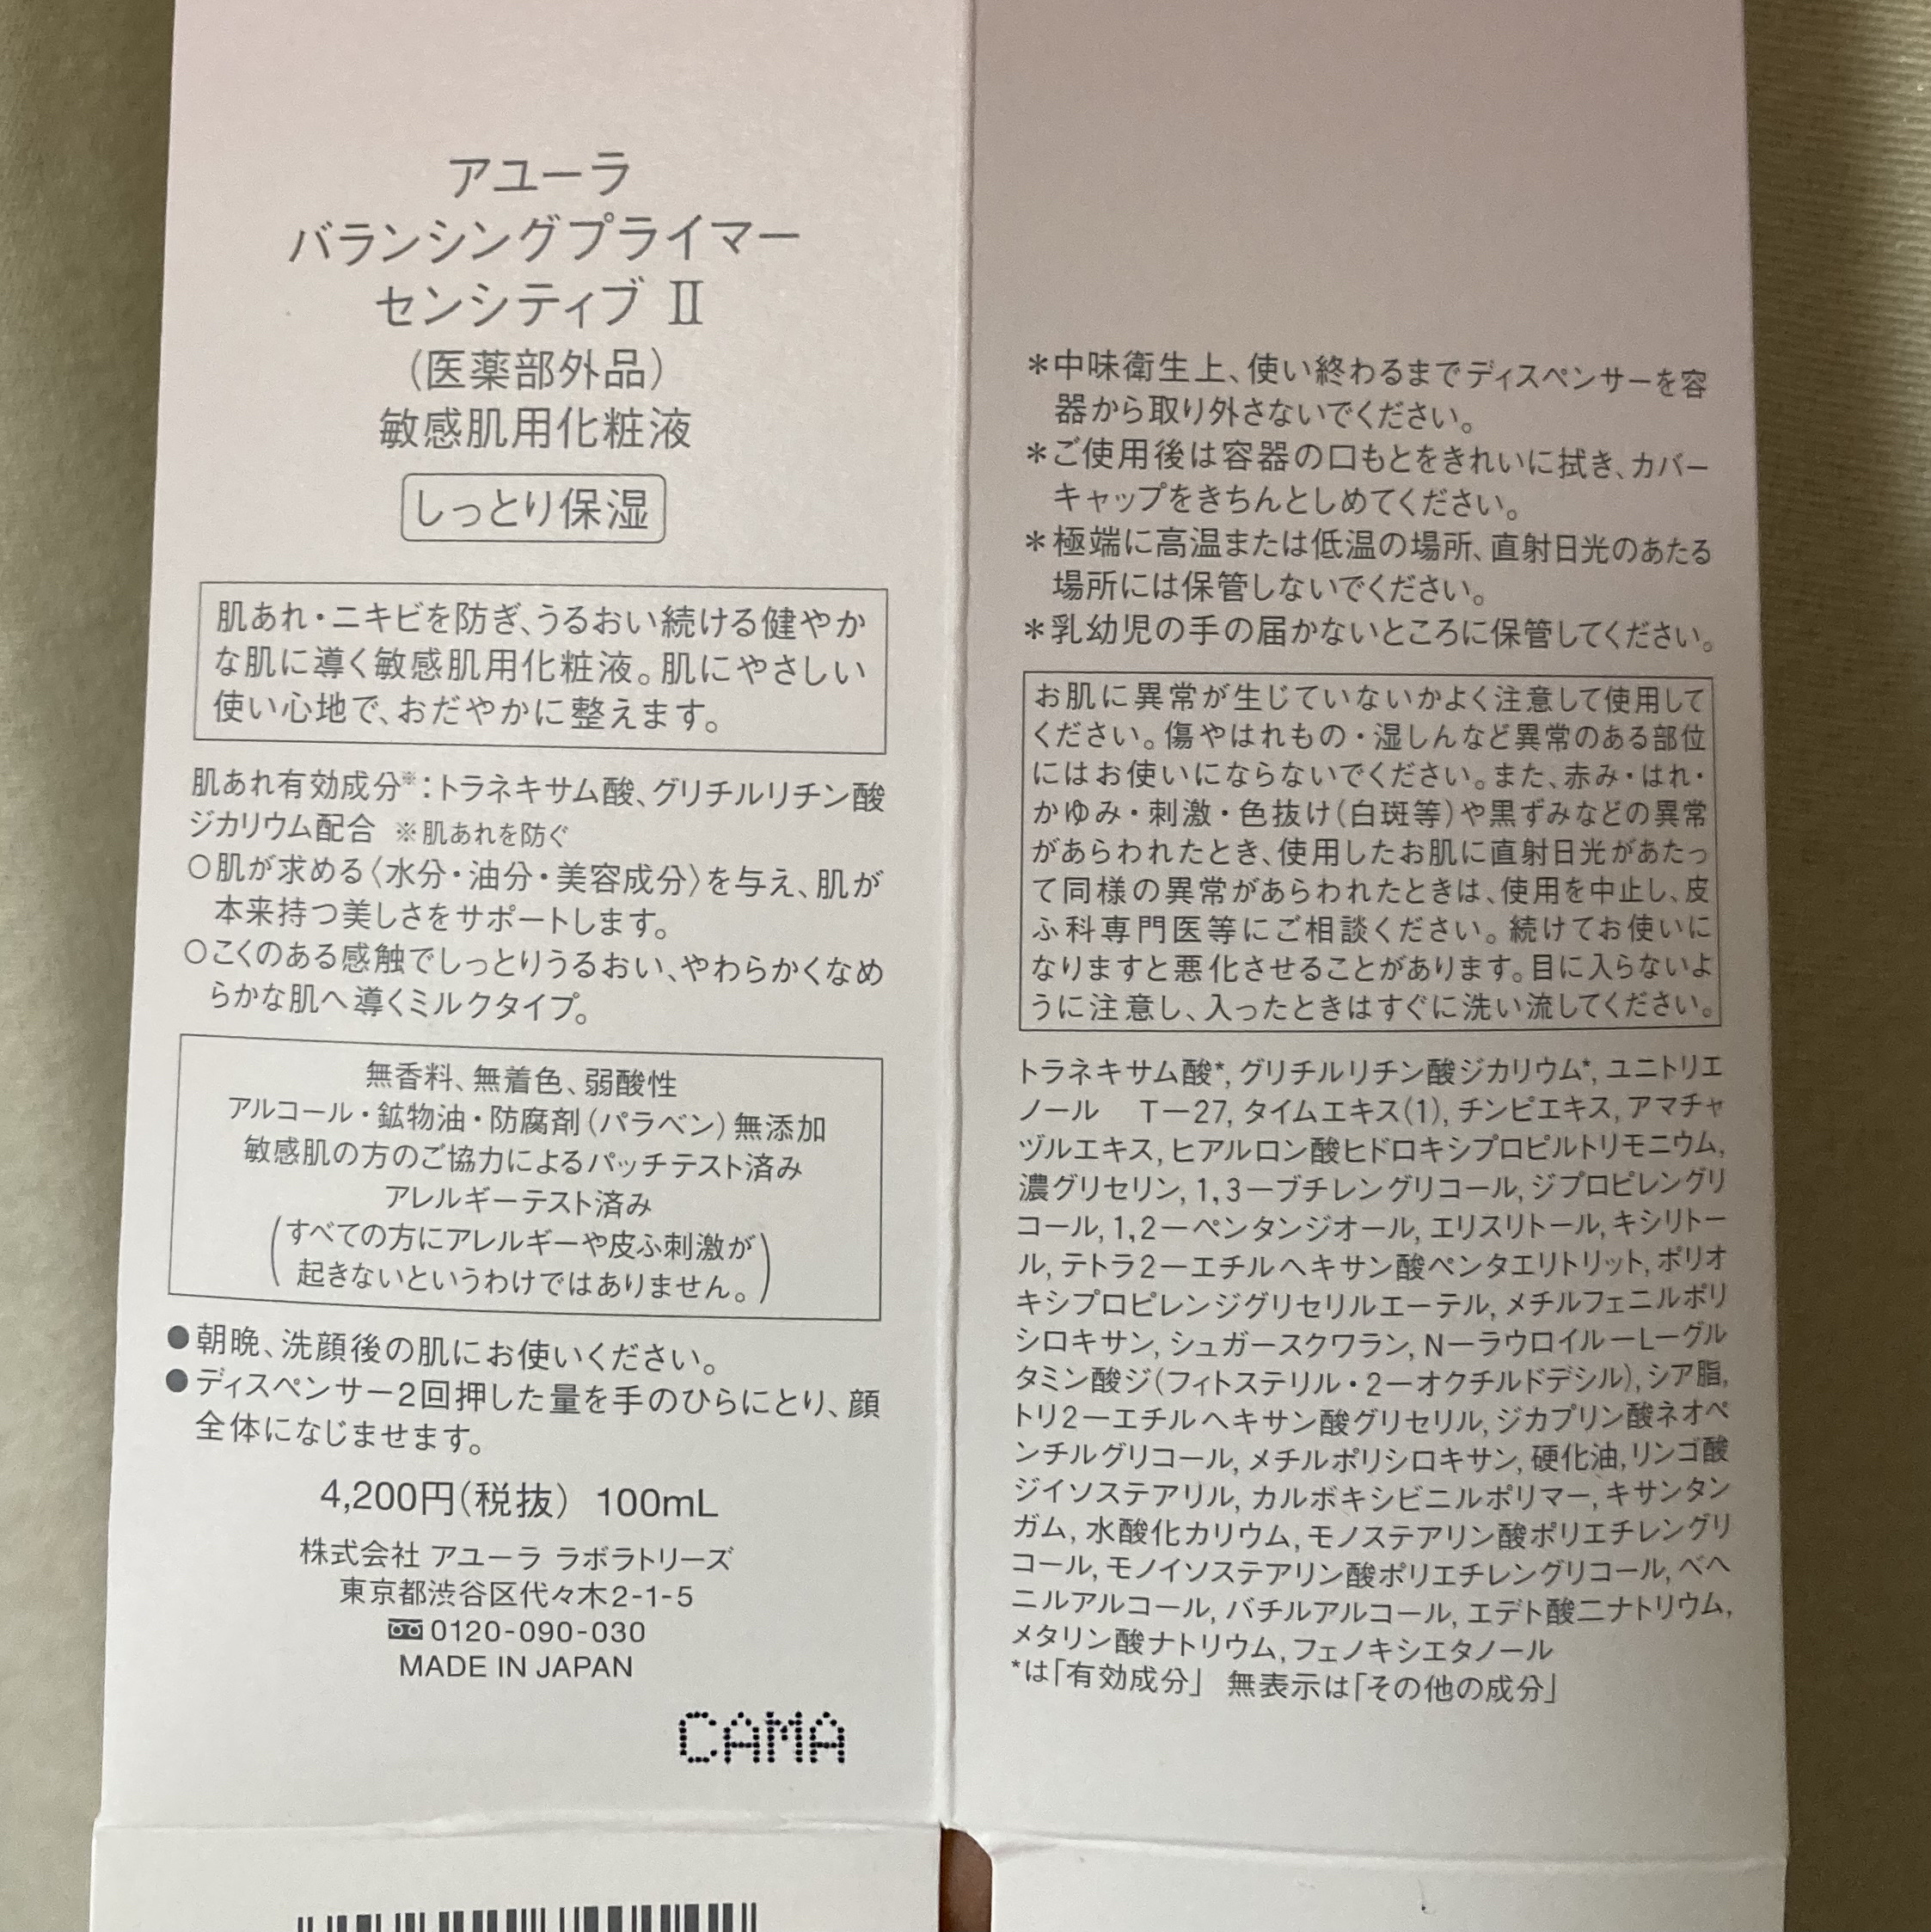 アユーラ
バランシングプライマー
センシティブ Ⅱ
（医薬部外品）
敏感肌用化粧液
しっとり保湿
肌あれ・ニキビを防ぎ、うるおい続ける健やか
な肌に導く敏感肌用化粧液。肌にやさしい
使い心地で、おだやかに整えます。
肌あれ有効成分※：トラネキサム酸、グリチルリチン酸
ジカリウム配合 ※肌あれを防ぐ
○肌が求める〈水分・油分・美容成分〉を与え、肌が
本来持つ美しさをサポートします。
○こくのある感触でしっとりうるおい、やわらかくなめ
らかな肌へ導くミルクタイプ。
無香料、無着色、弱酸性
アルコール・鉱物油・防腐剤（パラベン）無添加
敏感肌の方のご協力によるパッチテスト済み
アレルギーテスト済み
（すべての方にアレルギーや皮ふ刺激が
起きないというわけではありません。）
●朝晩、洗顔後の肌にお使いください。
●ディスペンサー2回押した量を手のひらにとり、顔
全体になじませます。
4,200円（税抜） 100mL
株式会社 アユーラ ラボラトリーズ
東京都渋谷区代々木2-1-5
0120-090-030
MADE IN JAPAN
CAMA
＊中味衛生上、使い終わるまでディスペンサーを容
器から取り外さないでください。
＊ご使用後は容器の口もとをきれいに拭き、カバー
キャップをきちんとしめてください。
＊極端に高温または低温の場所、直射日光のあたる
場所には保管しないでください。
＊乳幼児の手の届かないところに保管してください。
お肌に異常が生じていないかよく注意して使用して
ください。傷やはれもの・湿しんなど異常のある部位
にはお使いにならないでください。また、赤み・はれ・
かゆみ・刺激・色抜け（白斑等）や黒ずみなどの異常
があらわれたとき、使用したお肌に直射日光があたっ
て同様の異常があらわれたときは、使用を中止し、皮
ふ科専門医等にご相談ください。続けてお使いに
なりますと悪化させることがあります。目に入らないよ
うに注意し、入ったときはすぐに洗い流してください。
トラネキサム酸*, グリチルリチン酸ジカリウム*, ユニトリエ
ノール　T－27, タイムエキス(1), チンピエキス, アマチャ
ヅルエキス, ヒアルロン酸ヒドロキシプロピルトリモニウム,
濃グリセリン, 1,3－ブチレングリコール, ジプロピレングリ
コール, 1,2－ペンタンジオール, エリスリトール, キシリトー
ル, テトラ2－エチルヘキサン酸ペンタエリトリット, ポリオ
キシプロピレンジグリセリルエーテル, メチルフェニルポリ
シロキサン, シュガースクワラン, N－ラウロイル－L－グル
タミン酸ジ(フィトステリル・2－オクチルドデシル), シア脂,
トリ2－エチルヘキサン酸グリセリル, ジカプリン酸ネオペ
ンチルグリコール, メチルポリシロキサン, 硬化油, リンゴ酸
ジイソステアリル, カルボキシビニルポリマー, キサンタン
ガム, 水酸化カリウム, モノステアリン酸ポリエチレングリ
コール, モノイソステアリン酸ポリエチレングリコール, ベヘ
ニルアルコール, バチルアルコール, エデト酸二ナトリウム,
メタリン酸ナトリウム, フェノキシエタノール
*は「有効成分」 無表示は「その他の成分」